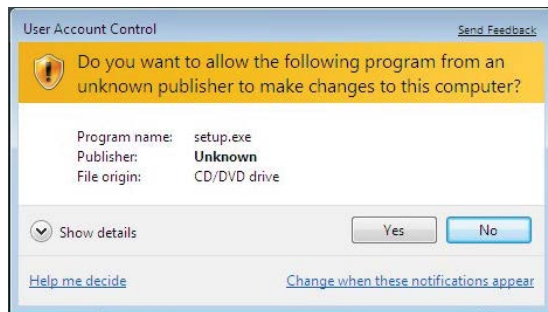 User Account Control
Send Feedback
Do you want to allow the following program from an
unknown publisher to make changes to this computer?
Program name: setup.exe
Publisher: Unknown
File origin: CD/DVD drive
Show details
Yes
No
Help me decide
Change when these notifications appear